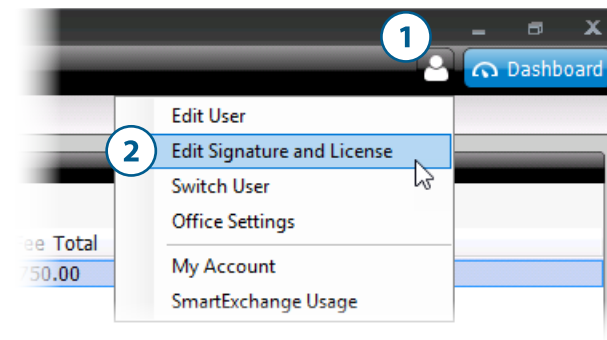 1
Dashboard
Edit User
2 Edit Signature and License
Switch User
Office Settings
Total
My Account
750.00
SmartExchange Usage